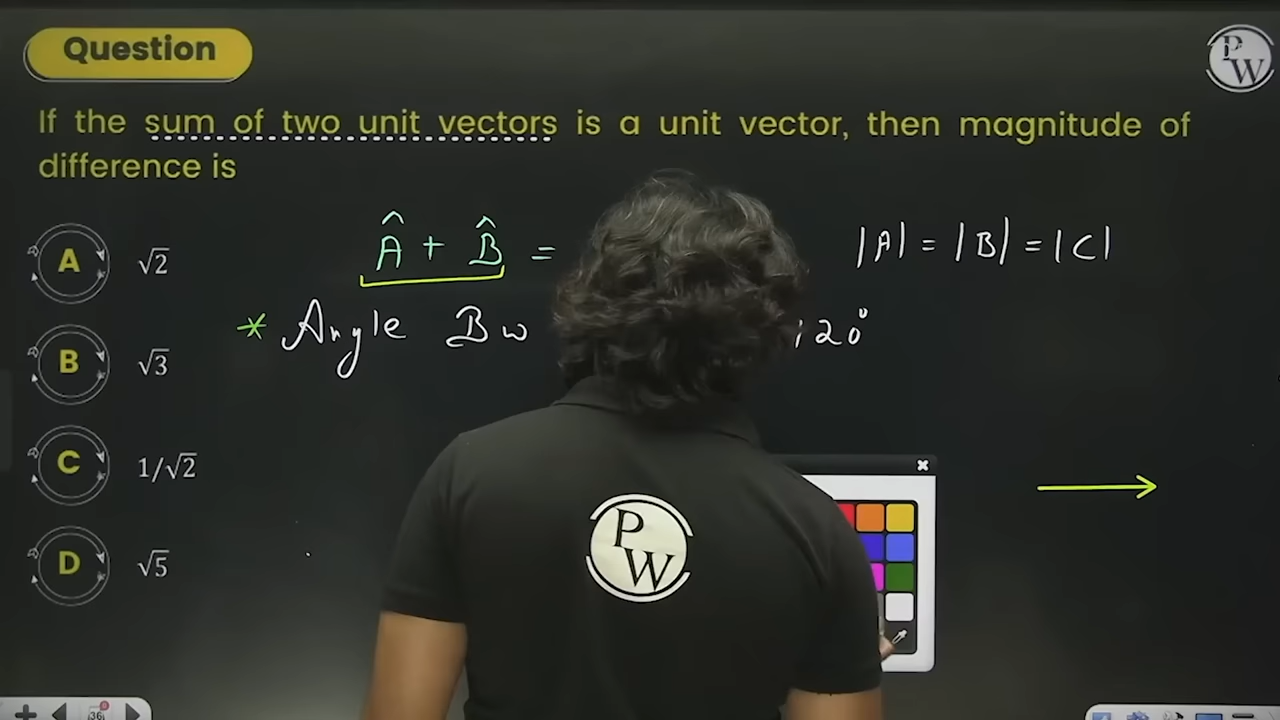 Question
PW
If the sum of two unit vectors is a unit vector, then magnitude of
difference is
Â + B̂ =
|A| = |B| = |C|
* Angle Bw 120°
A √2
B √3
C 1/√2
D √5
PW
36